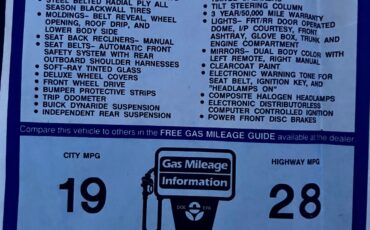 STEEL BELTED RADIAL PLY ALL
SEASON BLACKWALL TIRES
MOLDINGS- BELT REVEAL, WHEEL
OPENING, ROOF DRIP, AND
LOWER BODY SIDE
SEAT BACK RECLINERS- MANUAL
SEAT BELTS- AUTOMATIC FRONT
SAFETY SYSTEM WITH REAR
OUTBOARD SHOULDER HARNESSES
SOFT-RAY TINTED GLASS
DELUXE WHEEL COVERS
FRONT WHEEL DRIVE
BUMPER PROTECTIVE STRIPS
TRIP ODOMETER
BUICK DYNARIDE SUSPENSION
INDEPENDENT REAR SUSPENSION
TILT STEERING COLUMN
3 YEAR/50,000 MILE WARRANTY
LIGHTS- FRT/RR DOOR OPERATED
DOME, I/P COURTESY, FRONT
ASHTRAY, GLOVE BOX, TRUNK AND
ENGINE COMPARTMENT
MIRRORS- DUAL BODY COLOR WITH
LEFT REMOTE, RIGHT MANUAL
CLEARCOAT PAINT
ELECTRONIC WARNING TONE FOR
SEAT BELT, IGNITION KEY, AND
"HEADLAMPS ON"
COMPOSITE HALOGEN HEADLAMPS
ELECTRONIC DISTRIBUTORLESS
COMPUTER CONTROLLED IGNITION
POWER FRONT DISC BRAKES
Compare this vehicle to others in the FREE GAS MILEAGE GUIDE available at the dealer.
CITY MPG
19
Gas Mileage
Information
DOE EPA
HIGHWAY MPG
28